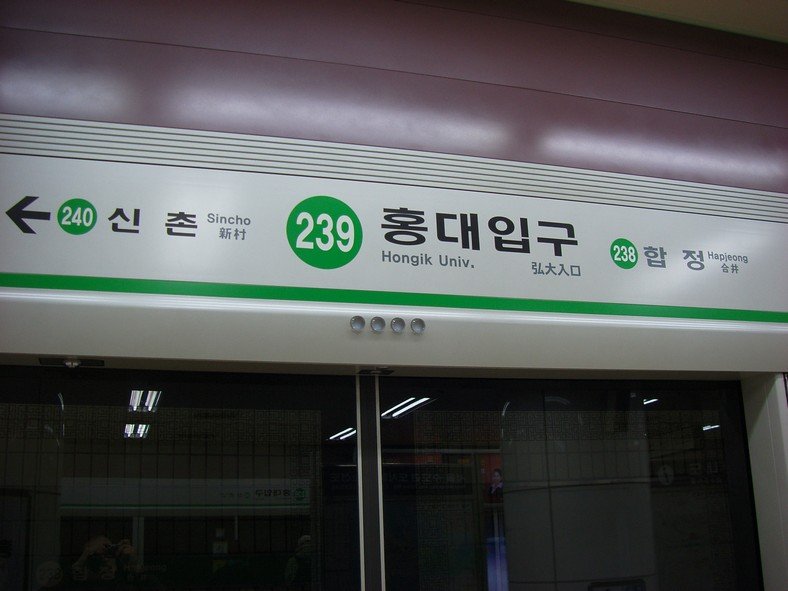 ← 240 신촌 Sincho
新村
239 홍대입구
Hongik Univ.
弘大入口
238 합정 Hapjeong
合井